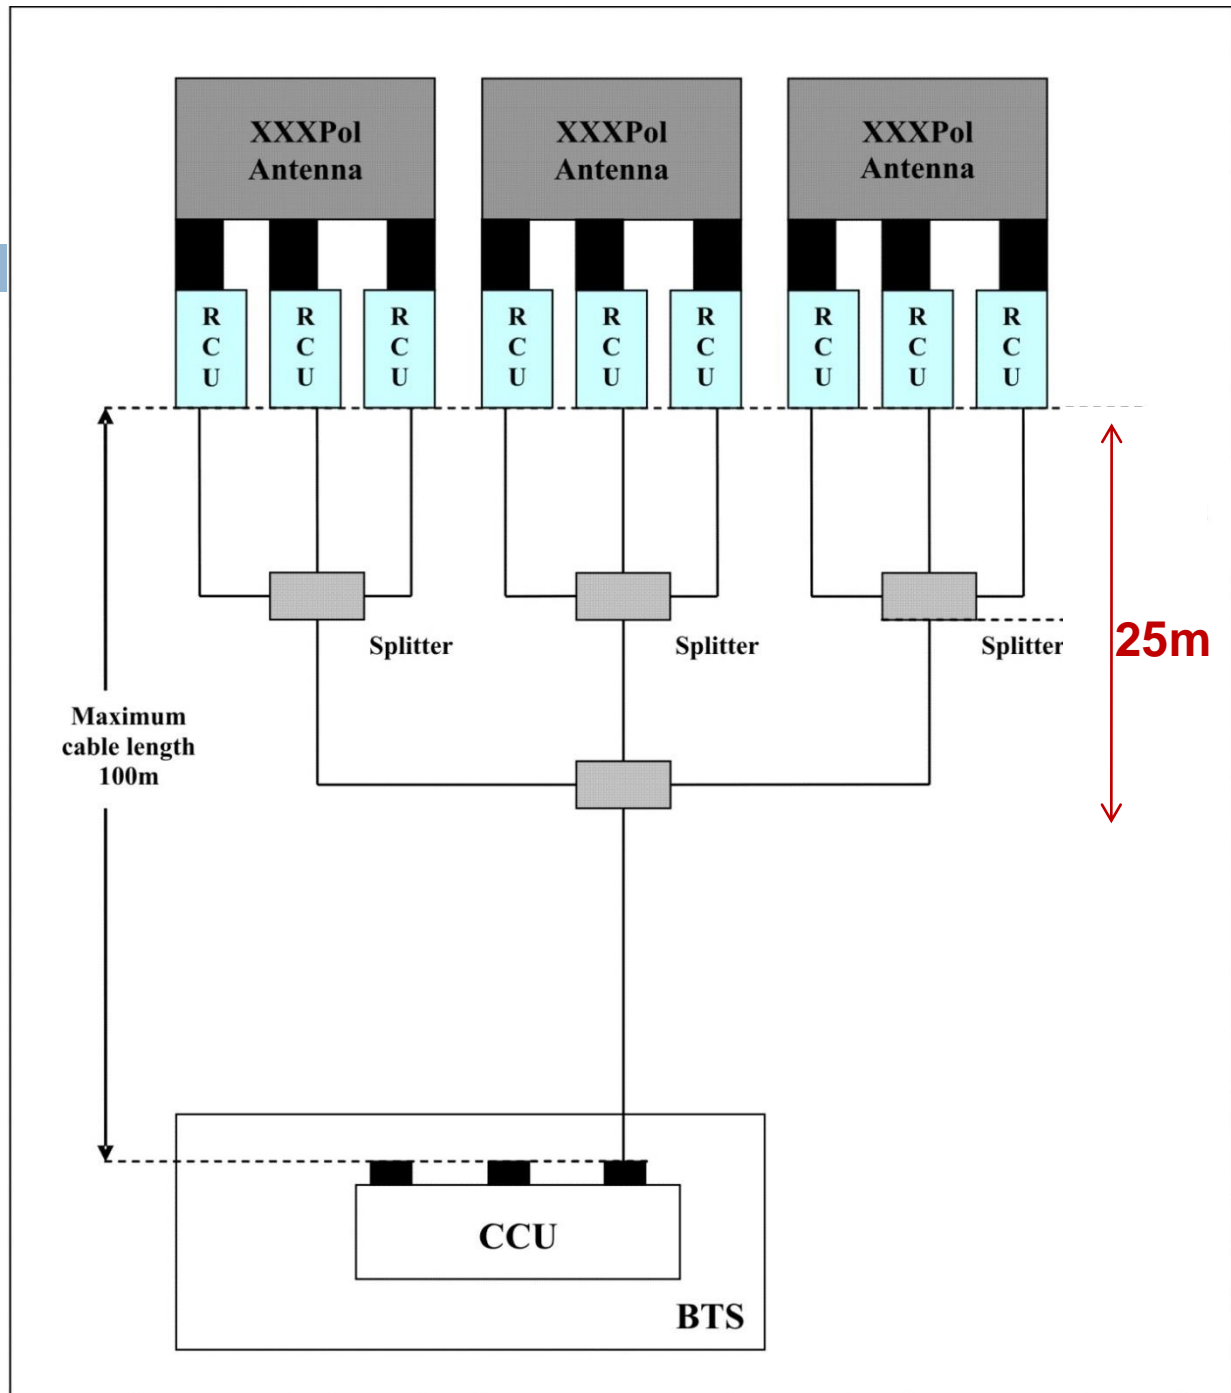 XXXPol
Antenna
XXXPol
Antenna
XXXPol
Antenna
R
C
U
R
C
U
R
C
U
R
C
U
R
C
U
R
C
U
R
C
U
R
C
U
R
C
U
Splitter
Splitter
Splitter
25m
Maximum
cable length
100m
CCU
BTS